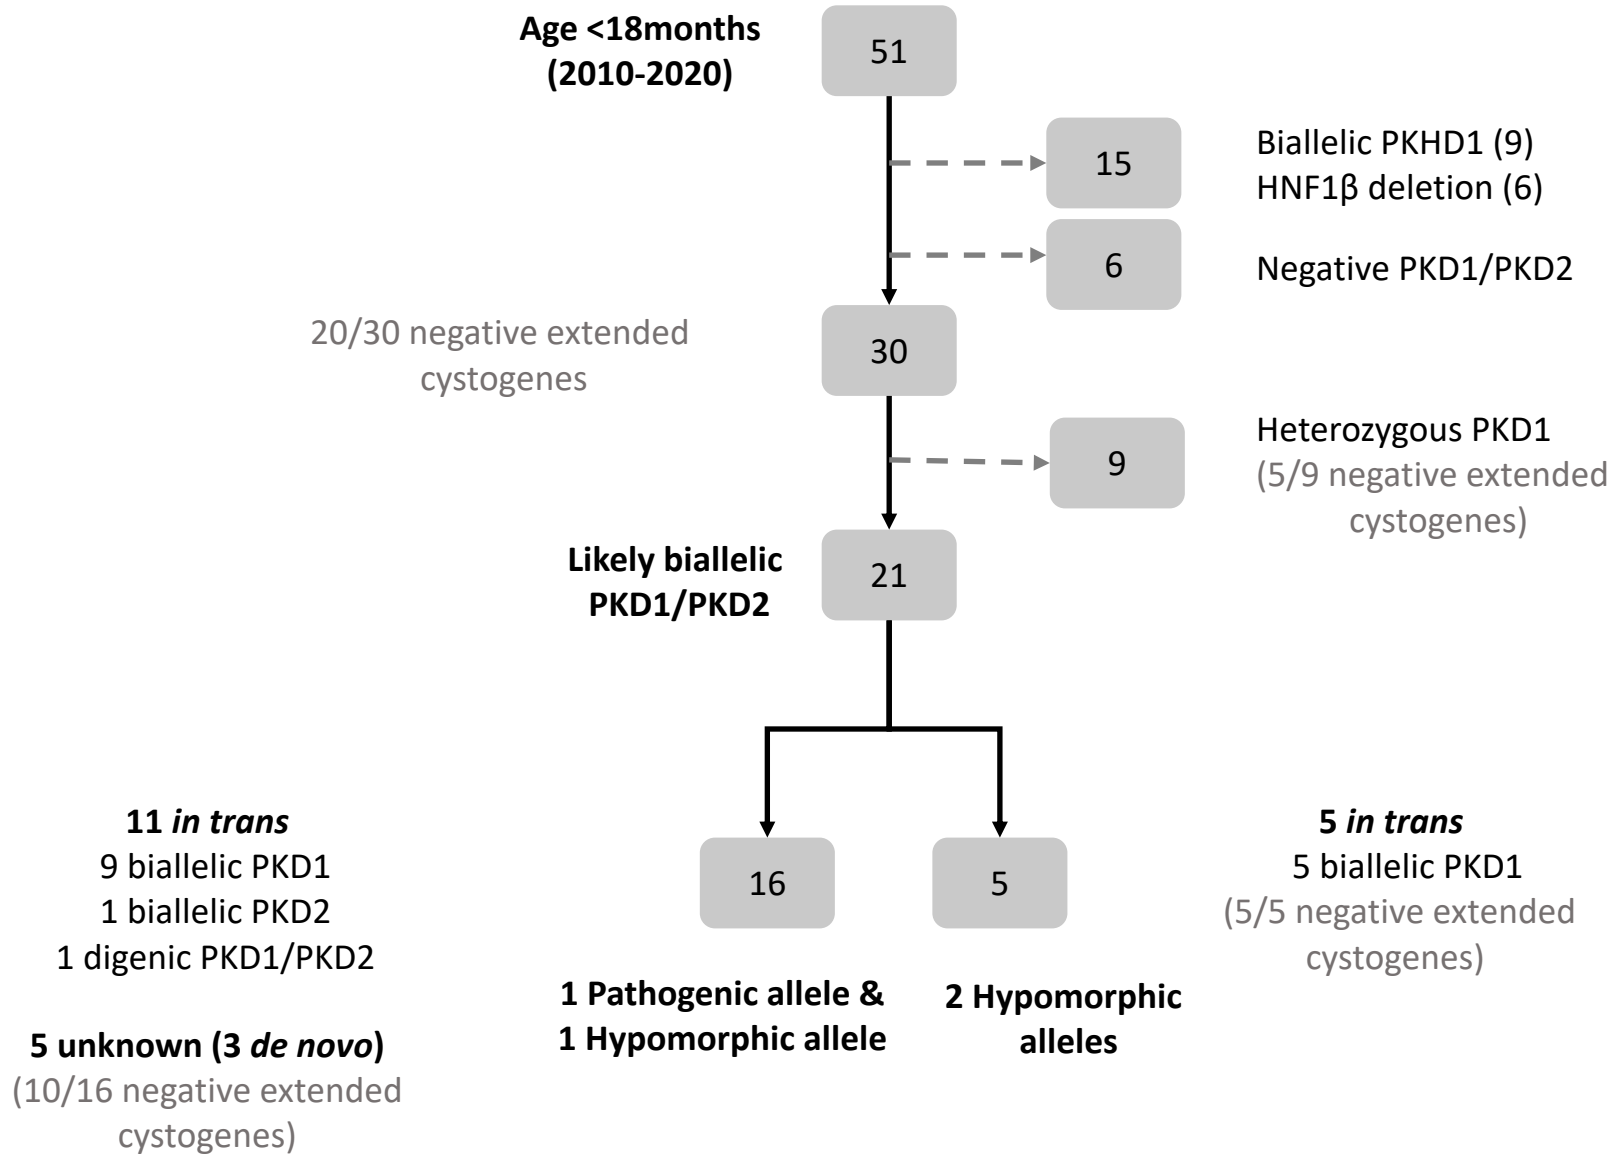 Age <18months
(2010-2020)
51
15
Biallelic PKHD1 (9)
HNF1β deletion (6)
6
Negative PKD1/PKD2
20/30 negative extended
cystogenes
30
9
Heterozygous PKD1
(5/9 negative extended
cystogenes)
Likely biallelic
PKD1/PKD2
21
11 in trans
9 biallelic PKD1
1 biallelic PKD2
1 digenic PKD1/PKD2
5 unknown (3 de novo)
(10/16 negative extended
cystogenes)
16
1 Pathogenic allele &
1 Hypomorphic allele
5
2 Hypomorphic
alleles
5 in trans
5 biallelic PKD1
(5/5 negative extended
cystogenes)